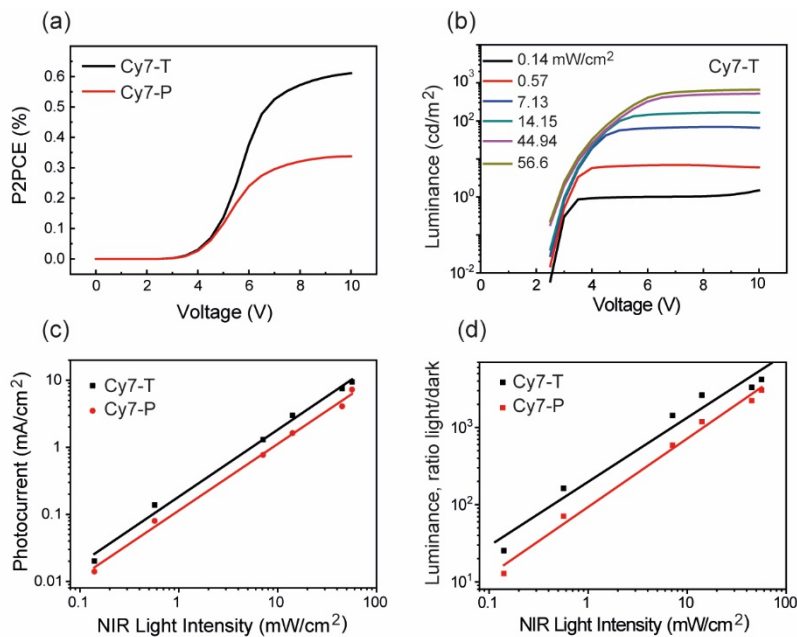 (a)
Cy7-T
Cy7-P
P2PCE (%)
0.6
0.5
0.4
0.3
0.2
0.1
0.0
0 2 4 6 8 10
Voltage (V)
(b)
0.14 mW/cm²
0.57
7.13
14.15
44.94
56.6
Cy7-T
Luminance (cd/m²)
10³
10²
10¹
10⁰
10⁻¹
10⁻²
0 2 4 6 8 10
Voltage (V)
(c)
Cy7-T
Cy7-P
Photocurrent (mA/cm²)
10
1
0.1
0.01
0.1 1 10 100
NIR Light Intensity (mW/cm²)
(d)
Cy7-T
Cy7-P
Luminance, ratio light/dark
10³
10²
10¹
0.1 1 10 100
NIR Light Intensity (mW/cm²)